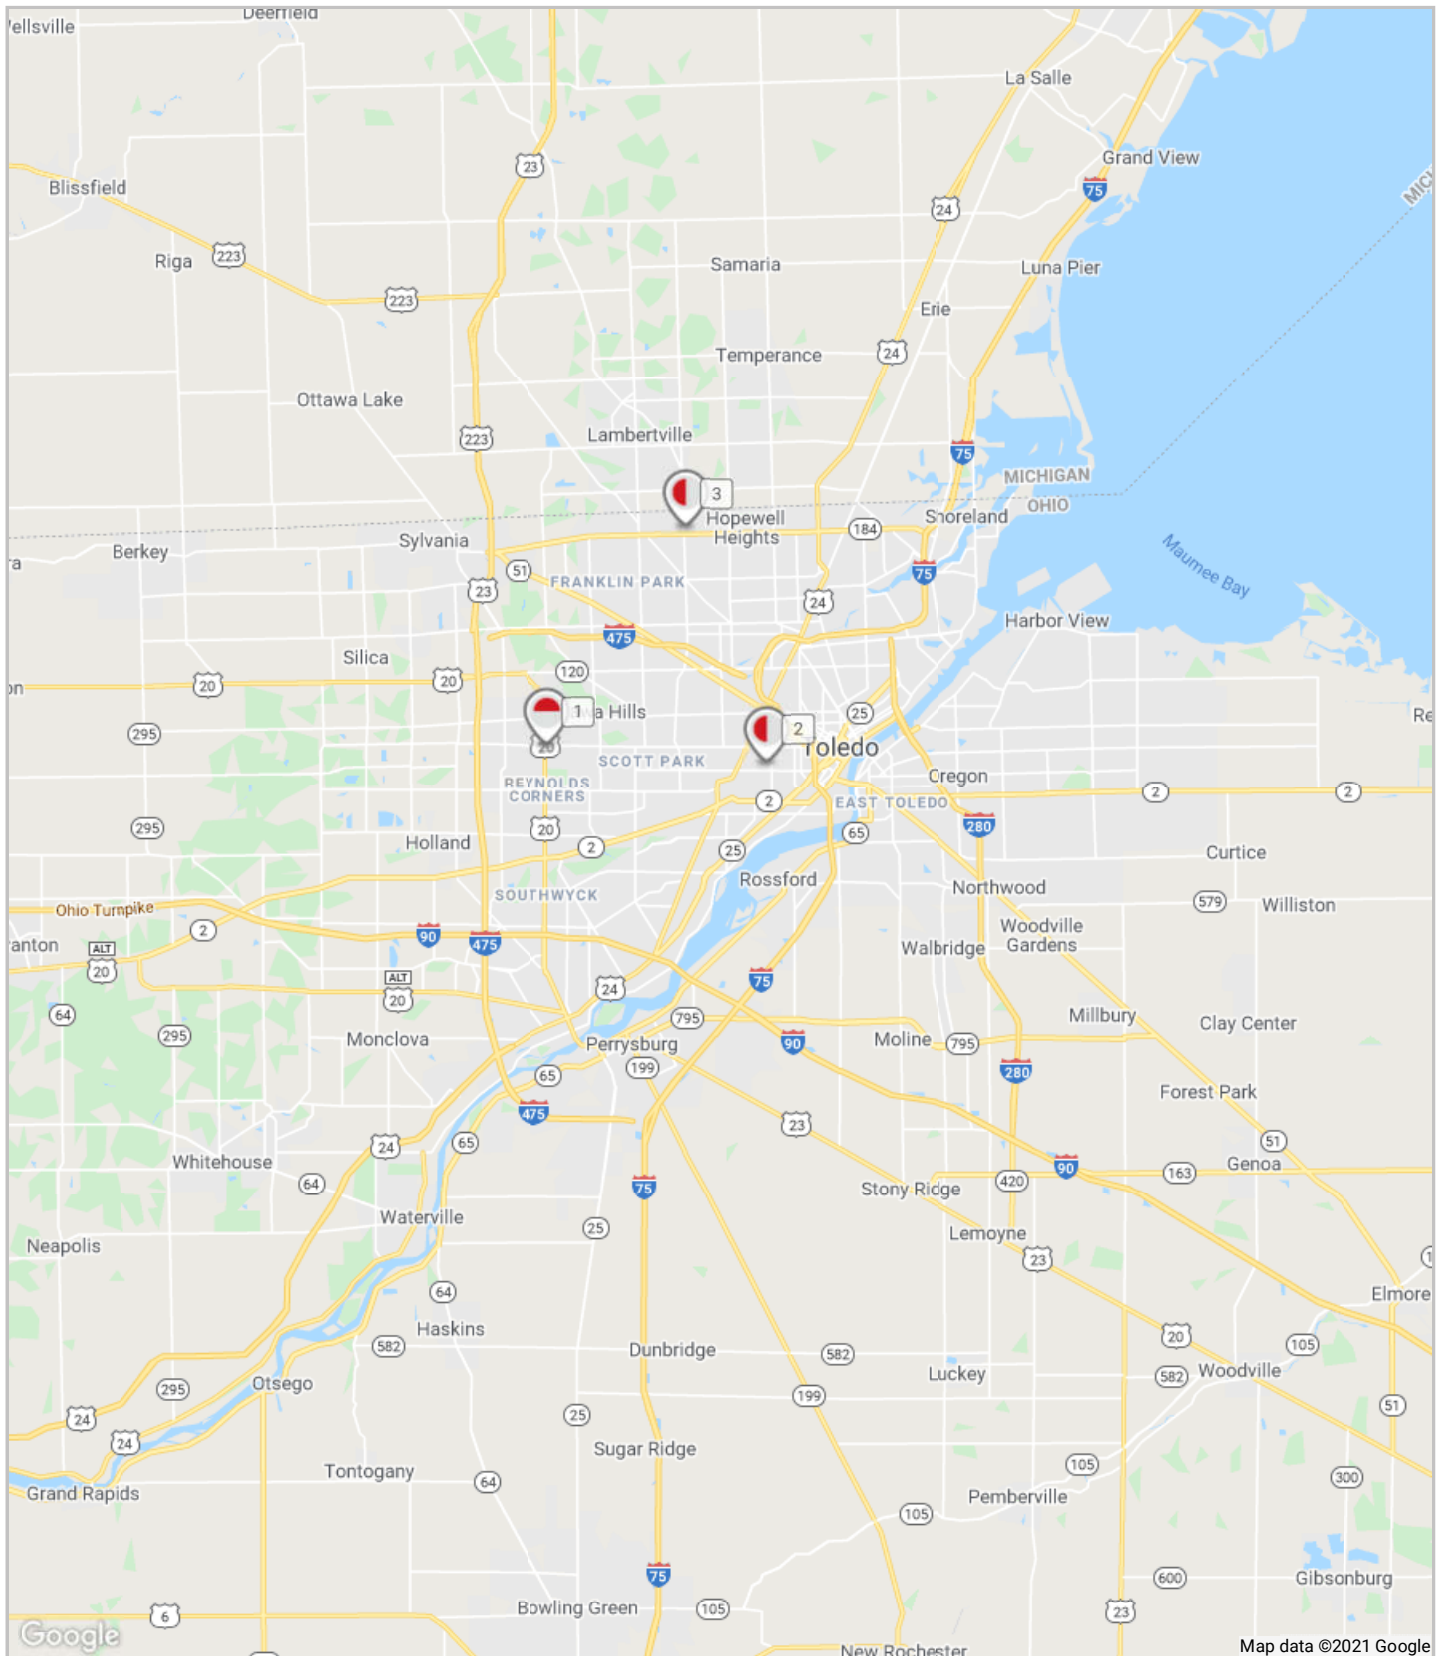 Deerfield
La Salle
23
Grand View
75
Blissfield
24
223
Riga
Samaria
Luna Pier
223
Erie
24
Temperance
Ottawa Lake
Lambertville
223
75
MICHIGAN
OHIO
3
Hopewell
Heights
184
Shoreland
Sylvania
Berkey
51
FRANKLIN PARK
75
Maumee Bay
23
24
Harbor View
475
Silica
120
20
20
1
2
25
295
20
Toledo
SCOTT PARK
REYNOLDS
CORNERS
Oregon
2
2
2
EAST TOLEDO
295
20
65
280
Holland
2
25
Curtice
Rossford
Northwood
SOUTHWYCK
579
Williston
Ohio Turnpike
2
90
475
Woodville
Gardens
Walbridge
ALT
20
ALT
20
24
75
64
795
Millbury
Clay Center
295
Monclova
Perrysburg
90
Moline
795
199
65
280
Forest Park
475
23
24
65
51
Whitehouse
64
90
163
Genoa
75
420
Stony Ridge
Waterville
25
Lemoyne
Neapolis
23
64
Elmore
Haskins
20
582
Dunbridge
582
105
Luckey
582
Woodville
Otsego
295
199
51
24
25
24
Sugar Ridge
105
Tontogany
64
300
Grand Rapids
Pemberville
105
75
600
Gibsonburg
Bowling Green
105
23
6
Google
New Rochester
Map data ©2021 Google